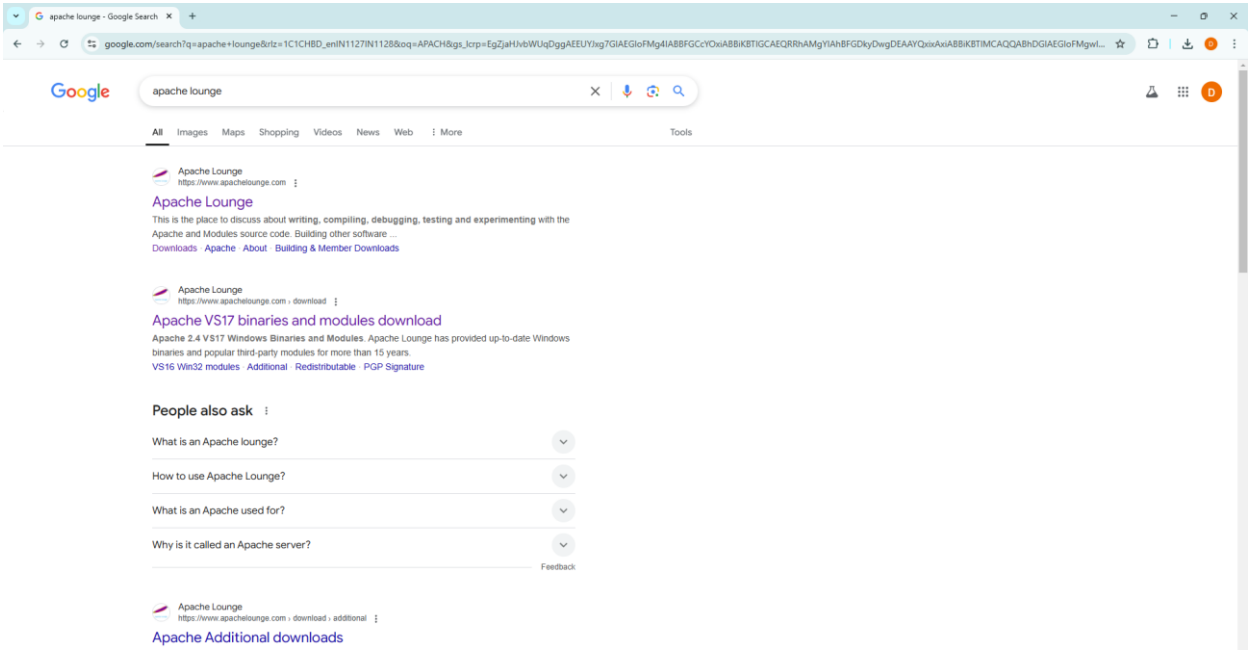 apache lounge - Google Search
google.com/search?q=apache+lounge&rlz=1C1CHBD_enIN1127IN1128&oq=APACH&gs_lcrp=
Google
apache lounge
D
All Images Maps Shopping Videos News Web More Tools
Apache Lounge
https://www.apachelounge.com
Apache Lounge
This is the place to discuss about writing, compiling, debugging, testing and experimenting with the
Apache and Modules source code. Building other software ...
Downloads · Apache · About · Building & Member Downloads
Apache Lounge
https://www.apachelounge.com › download
Apache VS17 binaries and modules download
Apache 2.4 VS17 Windows Binaries and Modules. Apache Lounge has provided up-to-date Windows
binaries and popular third-party modules for more than 15 years.
VS16 Win32 modules · Additional · Redistributable · PGP Signature
People also ask
What is an Apache lounge?
How to use Apache Lounge?
What is an Apache used for?
Why is it called an Apache server?
Feedback
Apache Lounge
https://www.apachelounge.com › download › additional
Apache Additional downloads